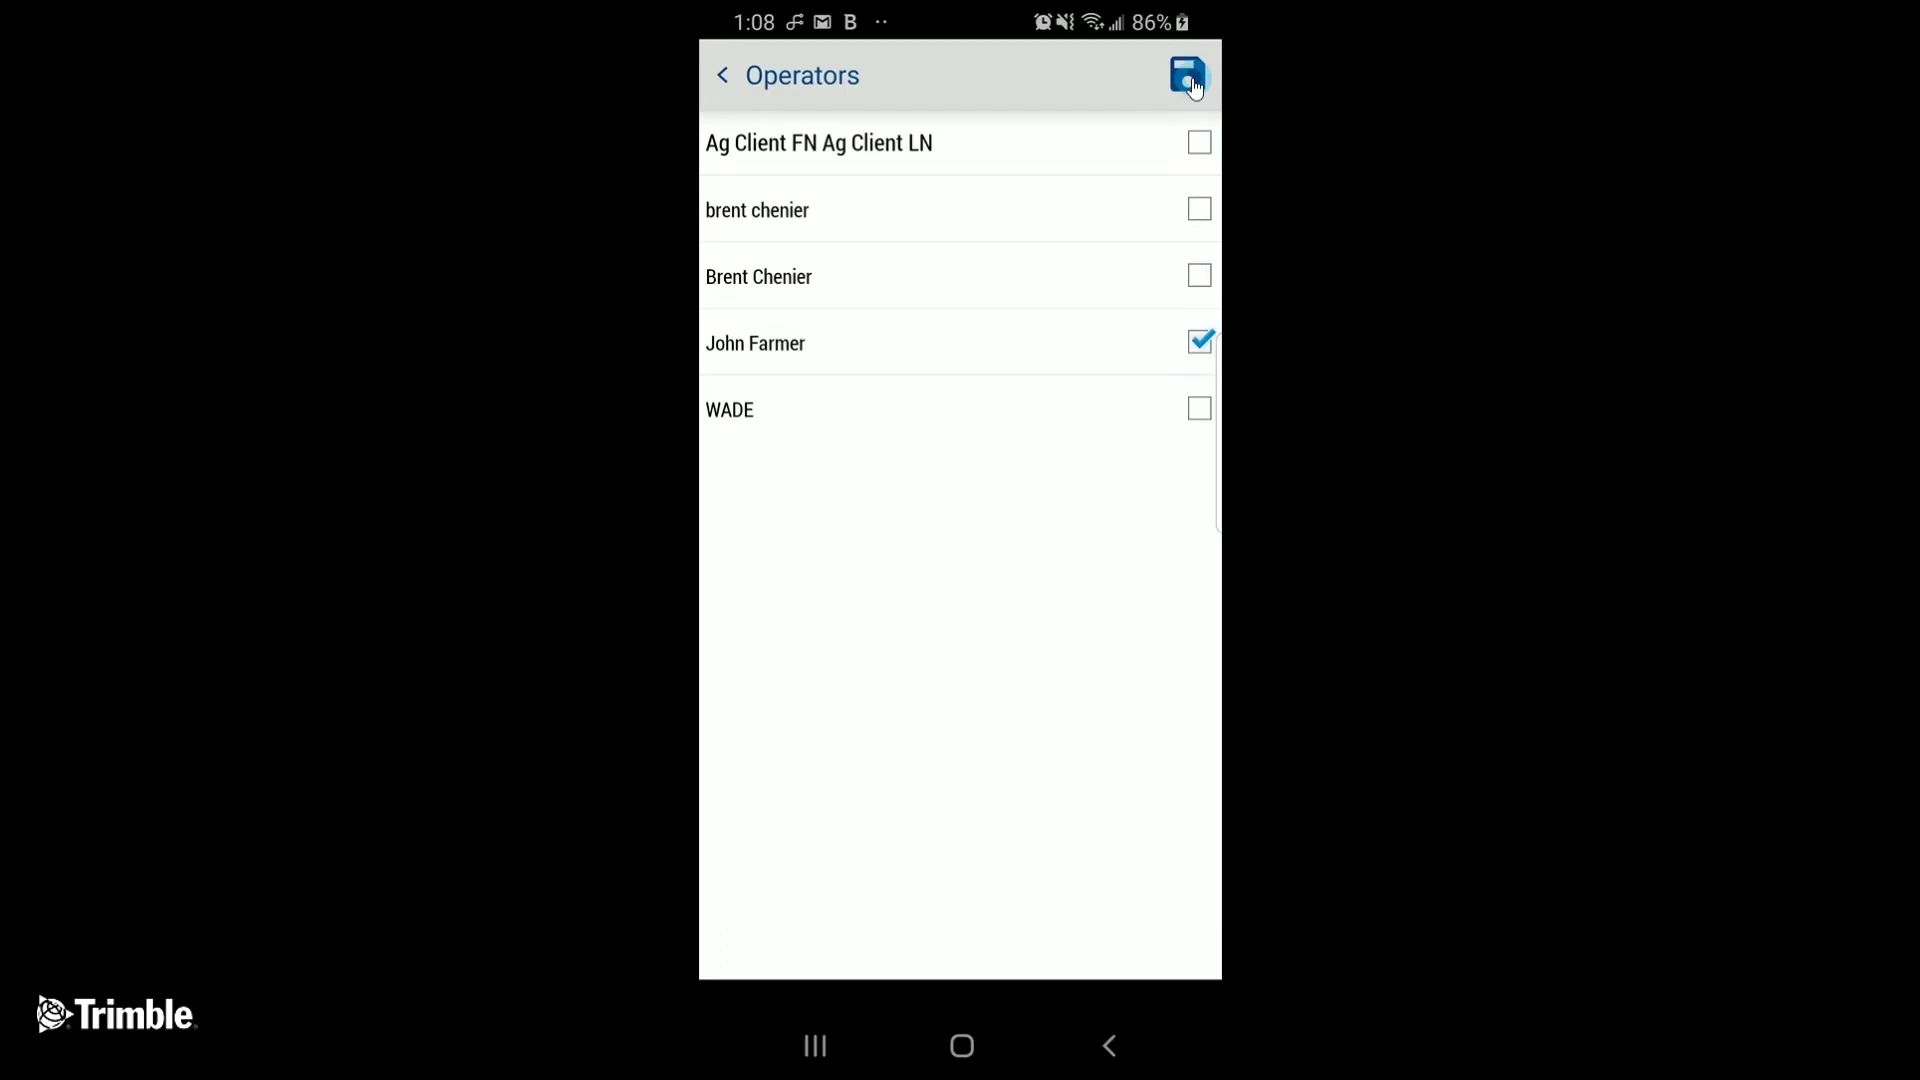 1:08 B 86%
Operators
Ag Client FN Ag Client LN
brent chenier
Brent Chenier
John Farmer
WADE
Trimble